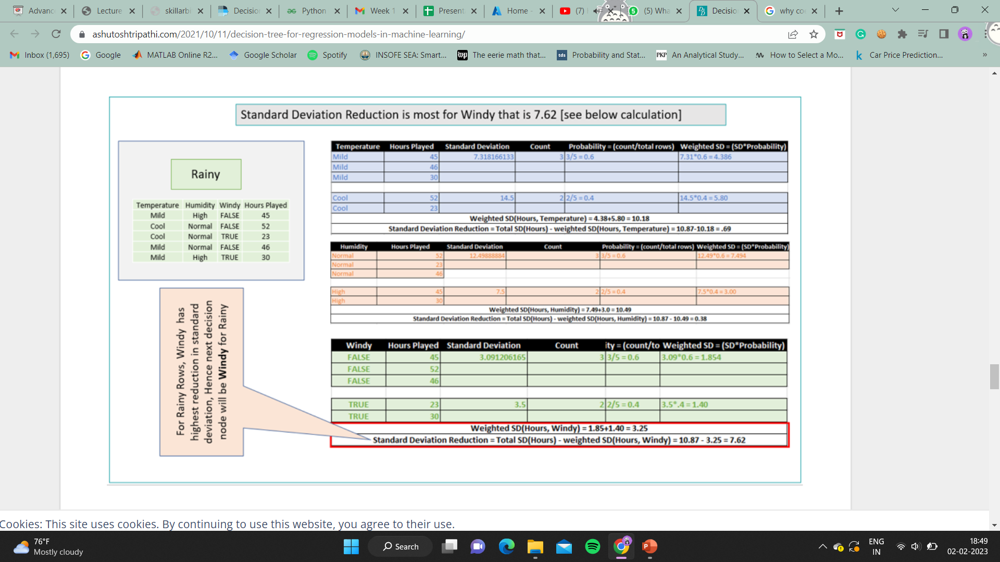 Advanc
Lecture
skillarbi
Decision
Python
Week 1
Present
Home -
(7)
5
(5) Wha
Decisio
why co
ashutoshtripathi.com/2021/10/11/decision-tree-for-regression-models-in-machine-learning/
Inbox (1,695)
Google
MATLAB Online R2...
Google Scholar
Spotify
INSOFE SEA: Smart...
wp
The eerie math that...
tds
Probability and Stat...
PKP
An Analytical Study...
How to Select a Mo...
k
Car Price Prediction...
»
Standard Deviation Reduction is most for Windy that is 7.62 [see below calculation]
Rainy
Temperature Humidity Windy Hours Played
Mild High FALSE 45
Cool Normal FALSE 52
Cool Normal TRUE 23
Mild Normal FALSE 46
Mild High TRUE 30
For Rainy Rows, Windy has
highest reduction in standard
deviation, Hence next decision
node will be Windy for Rainy
Temperature Hours Played Standard Deviation Count Probability = (count/total rows) Weighted SD = (SD*Probability)
Mild 45 7.318166133 3 3/5 = 0.6 7.31*0.6 = 4.386
Mild 46
Mild 30
Cool 52 14.5 2 2/5 = 0.4 14.5*0.4 = 5.80
Cool 23
Weighted SD(Hours, Temperature) = 4.38+5.80 = 10.18
Standard Deviation Reduction = Total SD(Hours) - weighted SD(Hours, Temperature) = 10.87-10.18 = .69
Humidity Hours Played Standard Deviation Count Probability = (count/total rows) Weighted SD = (SD*Probability)
Normal 52 12.49888884 3 3/5 = 0.6 12.49*0.6 = 7.494
Normal 23
Normal 46
High 45 7.5 2 2/5 = 0.4 7.5*0.4 = 3.00
High 30
Weighted SD(Hours, Humidity) = 7.49+3.0 = 10.49
Standard Deviation Reduction = Total SD(Hours) - weighted SD(Hours, Humidity) = 10.87 - 10.49 = 0.38
Windy Hours Played Standard Deviation Count ity = (count/to Weighted SD = (SD*Probability)
FALSE 45 3.091206165 3 3/5 = 0.6 3.09*0.6 = 1.854
FALSE 52
FALSE 46
TRUE 23 3.5 2 2/5 = 0.4 3.5*.4 = 1.40
TRUE 30
Weighted SD(Hours, Windy) = 1.85+1.40 = 3.25
Standard Deviation Reduction = Total SD(Hours) - weighted SD(Hours, Windy) = 10.87 - 3.25 = 7.62
Cookies: This site uses cookies. By continuing to use this website, you agree to their use.
76°F
Mostly cloudy
Search
ENG
IN
18:49
02-02-2023